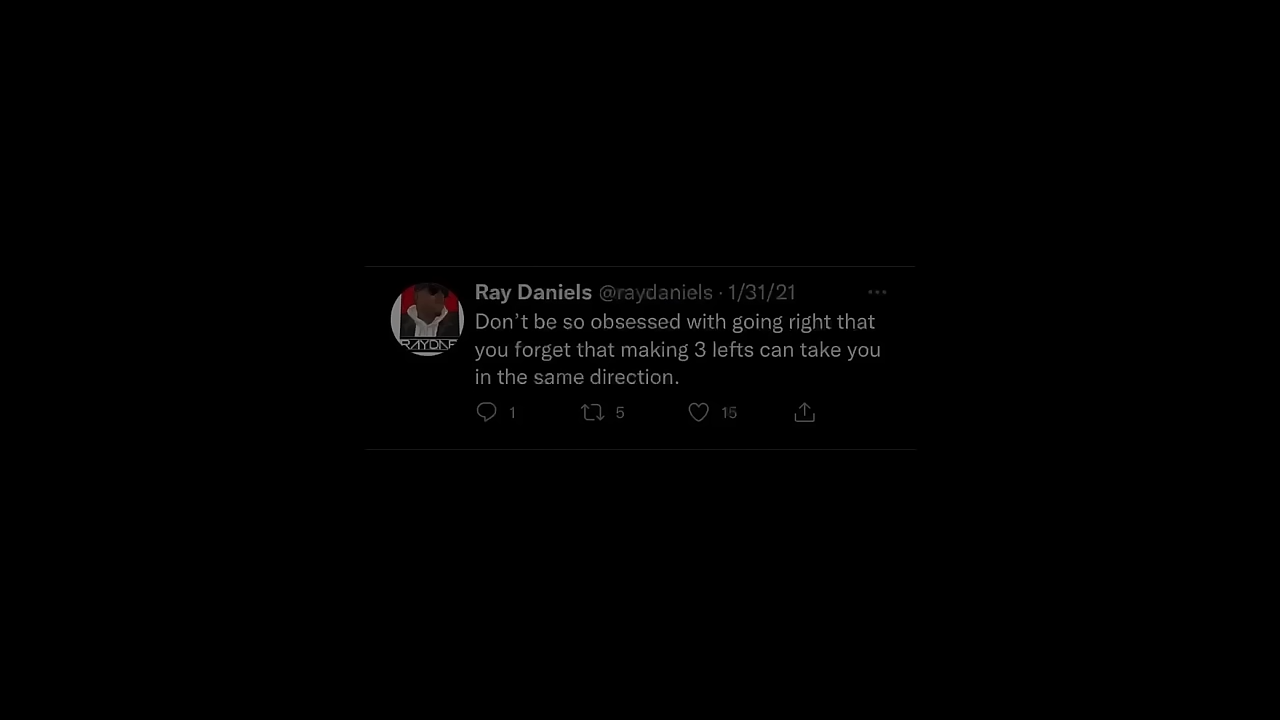 Ray Daniels @raydaniels · 1/31/21
Don't be so obsessed with going right that
you forget that making 3 lefts can take you
in the same direction.
1 5 15